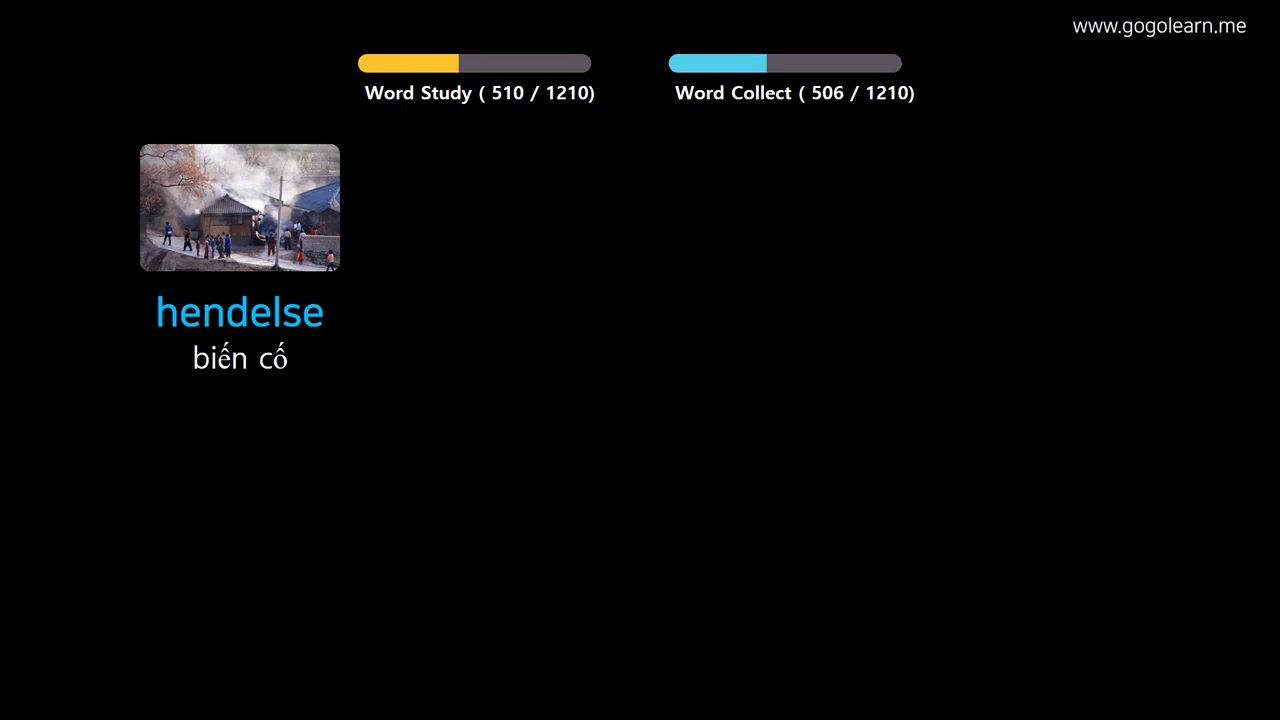 www.gogolearn.me
Word Study ( 510 / 1210)
Word Collect ( 506 / 1210)
hendelse
biến cố